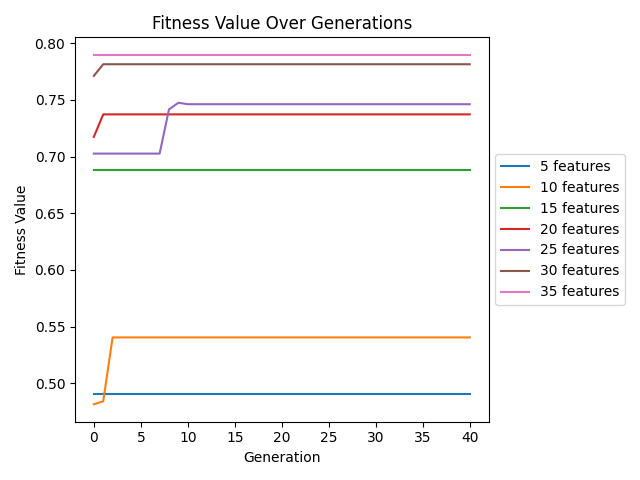 Fitness Value Over Generations
0.80
0.75
0.70
0.65
0.60
0.55
0.50
Fitness Value
0 5 10 15 20 25 30 35 40
Generation
5 features
10 features
15 features
20 features
25 features
30 features
35 features